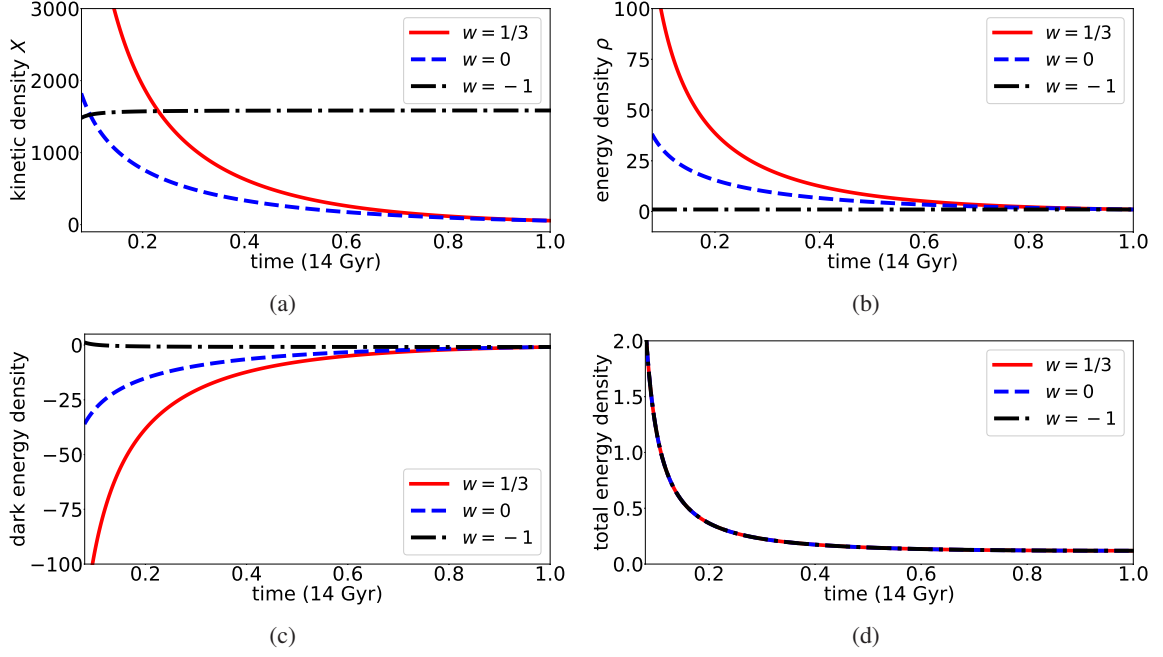 3000
2000
1000
0
kinetic density X
w = 1/3
w = 0
w = −1
0.2 0.4 0.6 0.8 1.0
time (14 Gyr)
(a)
100
75
50
25
0
energy density ρ
w = 1/3
w = 0
w = −1
0.2 0.4 0.6 0.8 1.0
time (14 Gyr)
(b)
0
−25
−50
−75
−100
dark energy density
w = 1/3
w = 0
w = −1
0.2 0.4 0.6 0.8 1.0
time (14 Gyr)
(c)
2.0
1.5
1.0
0.5
0.0
total energy density
w = 1/3
w = 0
w = −1
0.2 0.4 0.6 0.8 1.0
time (14 Gyr)
(d)